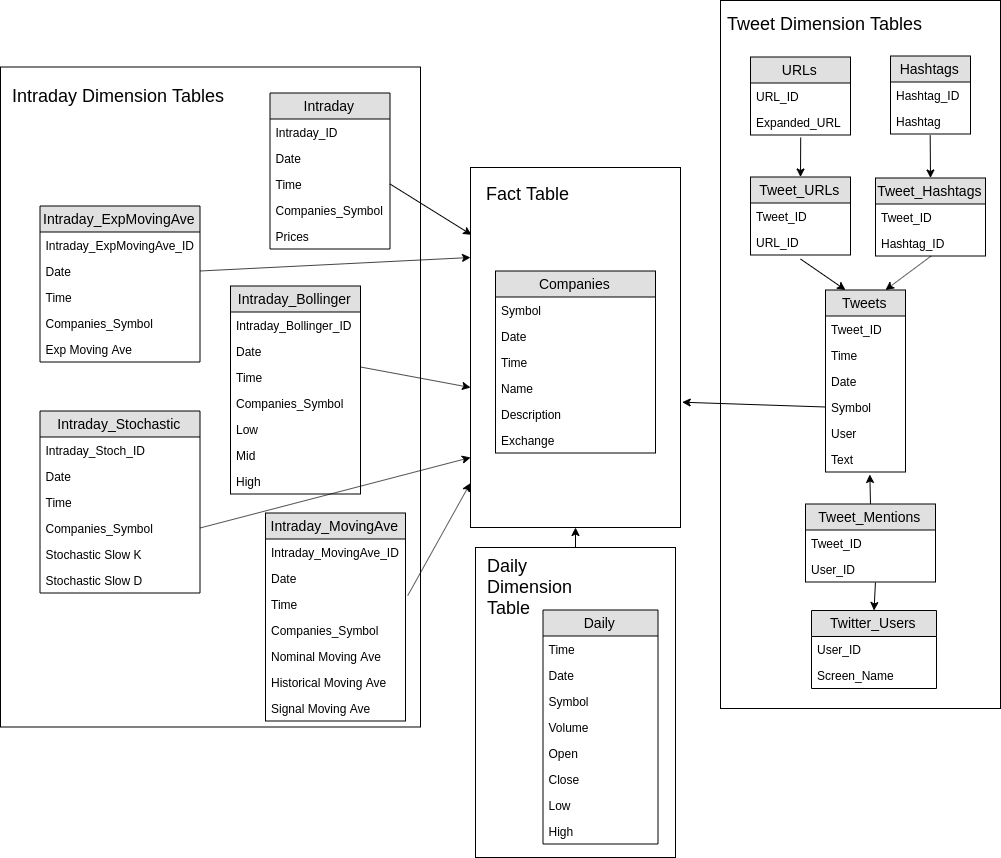 Intraday Dimension Tables
Intraday
Intraday_ID
Date
Time
Companies_Symbol
Prices
Intraday_ExpMovingAve
Intraday_ExpMovingAve_ID
Date
Time
Companies_Symbol
Exp Moving Ave
Intraday_Bollinger
Intraday_Bollinger_ID
Date
Time
Companies_Symbol
Low
Mid
High
Intraday_Stochastic
Intraday_Stoch_ID
Date
Time
Companies_Symbol
Stochastic Slow K
Stochastic Slow D
Intraday_MovingAve
Intraday_MovingAve_ID
Date
Time
Companies_Symbol
Nominal Moving Ave
Historical Moving Ave
Signal Moving Ave
Fact Table
Companies
Symbol
Date
Time
Name
Description
Exchange
Daily
Dimension
Table
Daily
Time
Date
Symbol
Volume
Open
Close
Low
High
Tweet Dimension Tables
URLs
URL_ID
Expanded_URL
Hashtags
Hashtag_ID
Hashtag
Tweet_URLs
Tweet_ID
URL_ID
Tweet_Hashtags
Tweet_ID
Hashtag_ID
Tweets
Tweet_ID
Time
Date
Symbol
User
Text
Tweet_Mentions
Tweet_ID
User_ID
Twitter_Users
User_ID
Screen_Name